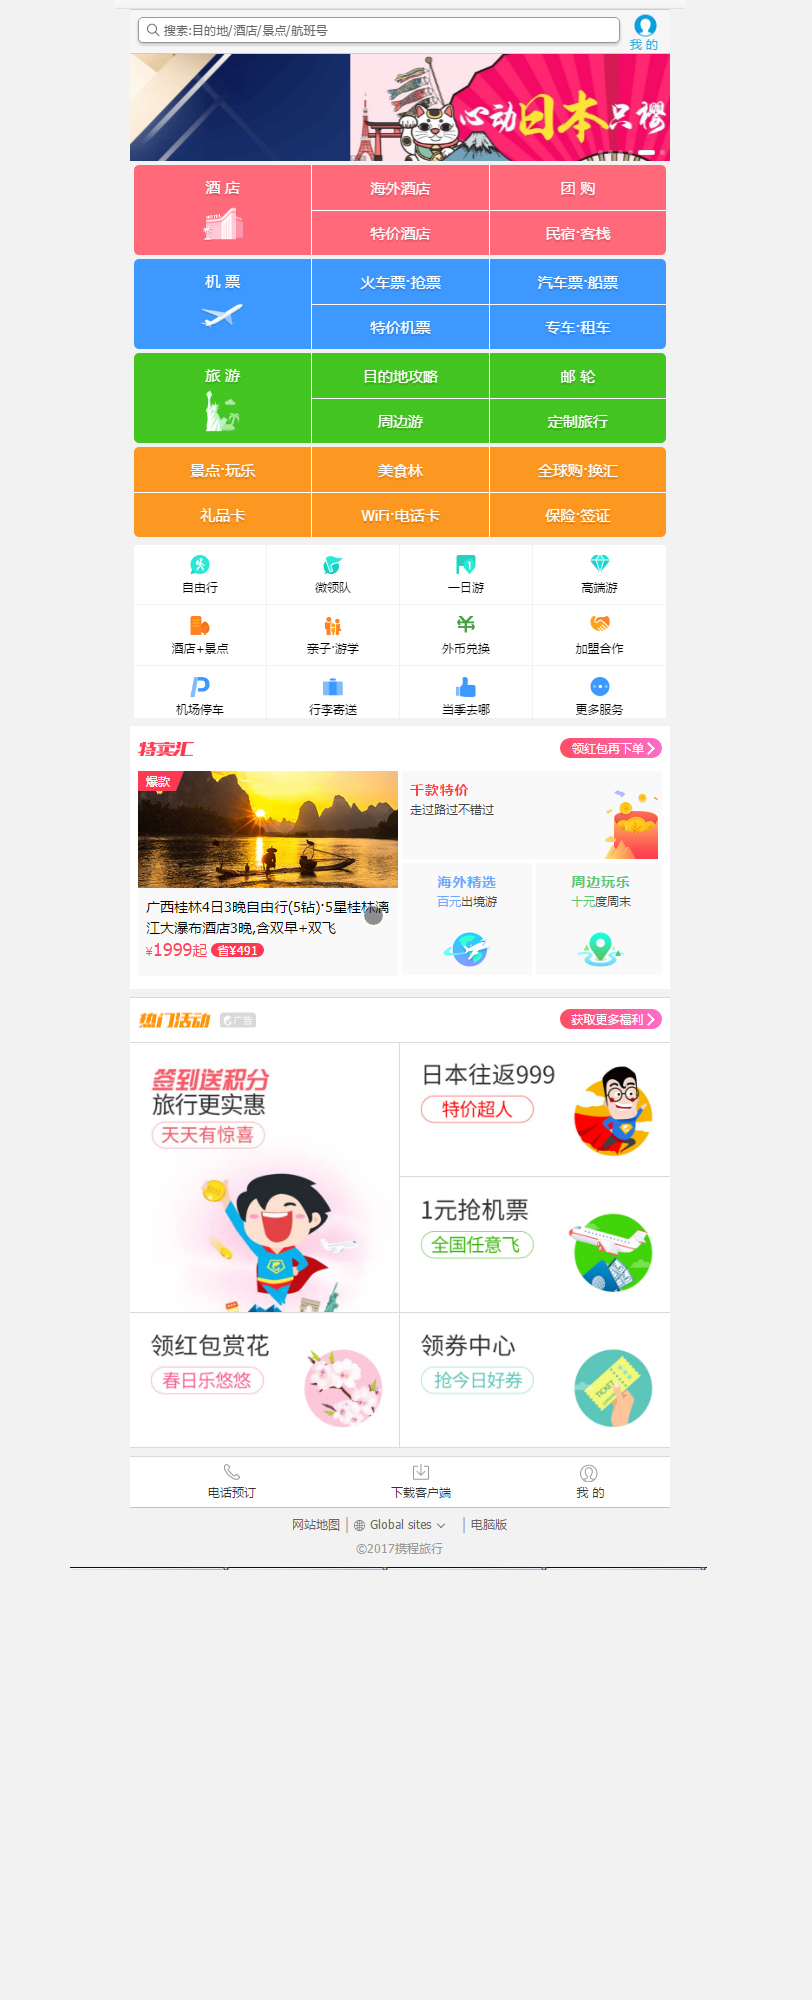 搜索:目的地/酒店/景点/航班号
我 的
心动日本只樱
酒 店
海外酒店
团 购
HOTEL
特价酒店
民宿·客栈
机 票
火车票·抢票
汽车票·船票
特价机票
专车·租车
旅 游
目的地攻略
邮 轮
周边游
定制旅行
景点·玩乐
美食林
全球购·换汇
礼品卡
WiFi·电话卡
保险·签证
自由行
微领队
一日游
高端游
酒店+景点
亲子·游学
外币兑换
加盟合作
机场停车
行李寄送
当季去哪
更多服务
特卖汇
领红包再下单
爆款
广西桂林4日3晚自由行(5钻)·5星桂林漓
江大瀑布酒店3晚,含双早+双飞
¥1999起 省¥491
千款特价
走过路过不错过
海外精选
百元出境游
周边玩乐
十元度周末
热门活动
广告
获取更多福利
签到送积分
旅行更实惠
天天有惊喜
日本往返999
特价超人
1元抢机票
全国任意飞
领红包赏花
春日乐悠悠
领券中心
抢今日好券
TICKET
电话预订
下载客户端
我 的
网站地图
Global sites
电脑版
©2017携程旅行